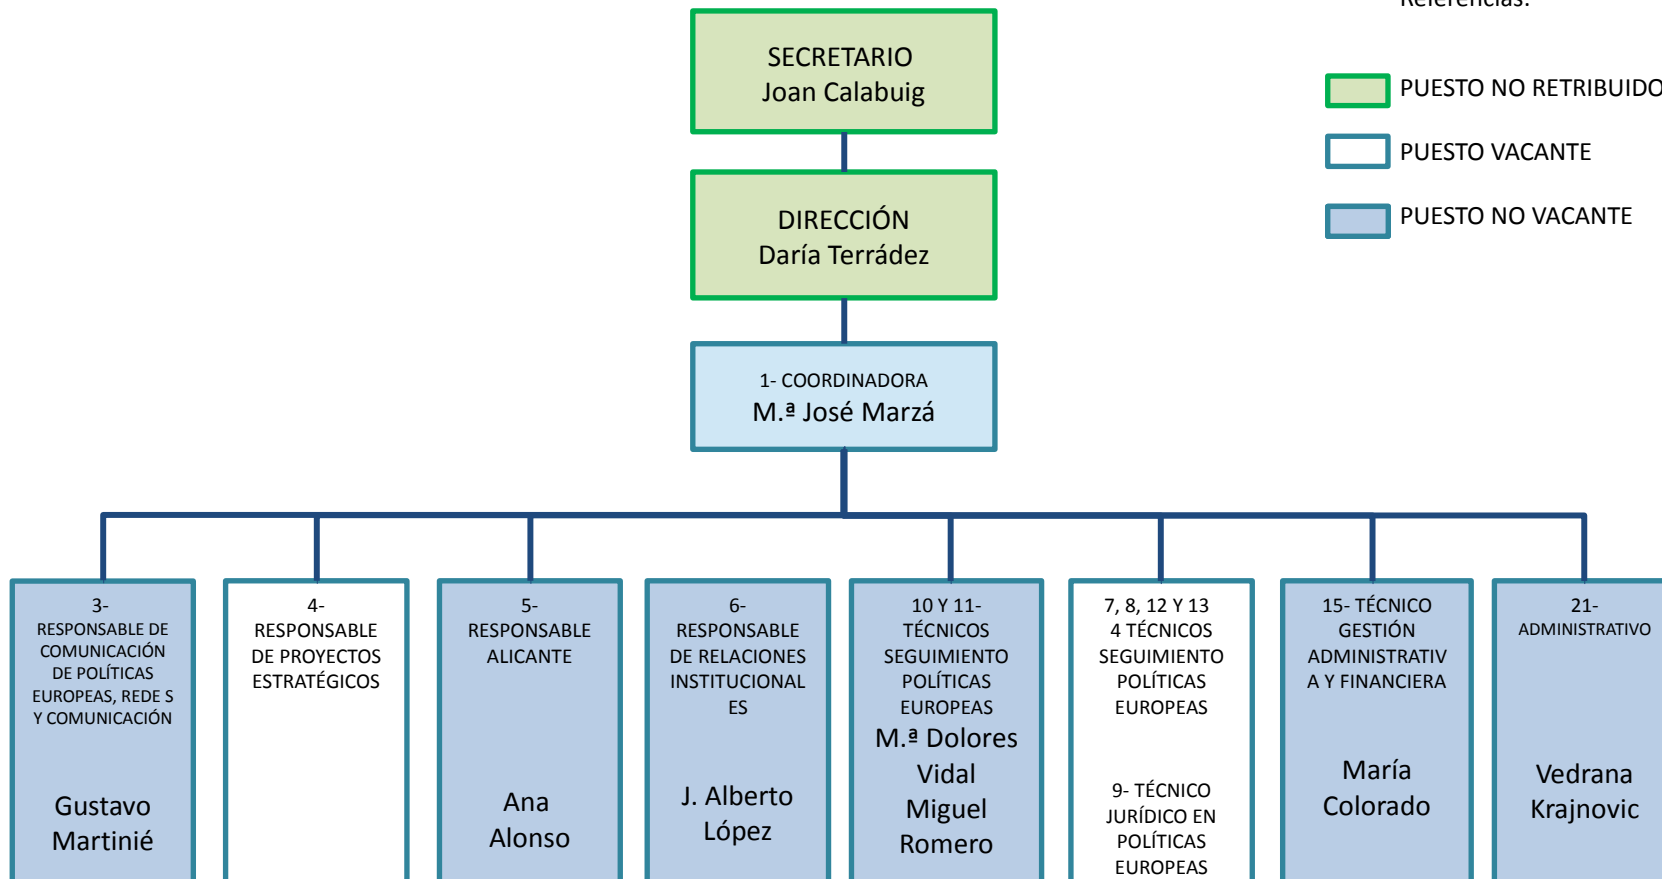 Referencias:
SECRETARIO
Joan Calabuig
PUESTO NO RETRIBUIDO
PUESTO VACANTE
PUESTO NO VACANTE
DIRECCIÓN
Daría Terrádez
1- COORDINADORA
M.ª José Marzá
3-
RESPONSABLE DE
COMUNICACIÓN
DE POLÍTICAS
EUROPEAS, REDE S
Y COMUNICACIÓN
Gustavo
Martinié
4-
RESPONSABLE
DE PROYECTOS
ESTRATÉGICOS
5-
RESPONSABLE
ALICANTE
Ana
Alonso
6-
RESPONSABLE
DE RELACIONES
INSTITUCIONAL
ES
J. Alberto
López
10 Y 11-
TÉCNICOS
SEGUIMIENTO
POLÍTICAS
EUROPEAS
M.ª Dolores
Vidal
Miguel
Romero
7, 8, 12 Y 13
4 TÉCNICOS
SEGUIMIENTO
POLÍTICAS
EUROPEAS
9- TÉCNICO
JURÍDICO EN
POLÍTICAS
EUROPEAS
15- TÉCNICO
GESTIÓN
ADMINISTRATIV
A Y FINANCIERA
María
Colorado
21-
ADMINISTRATIVO
Vedrana
Krajnovic